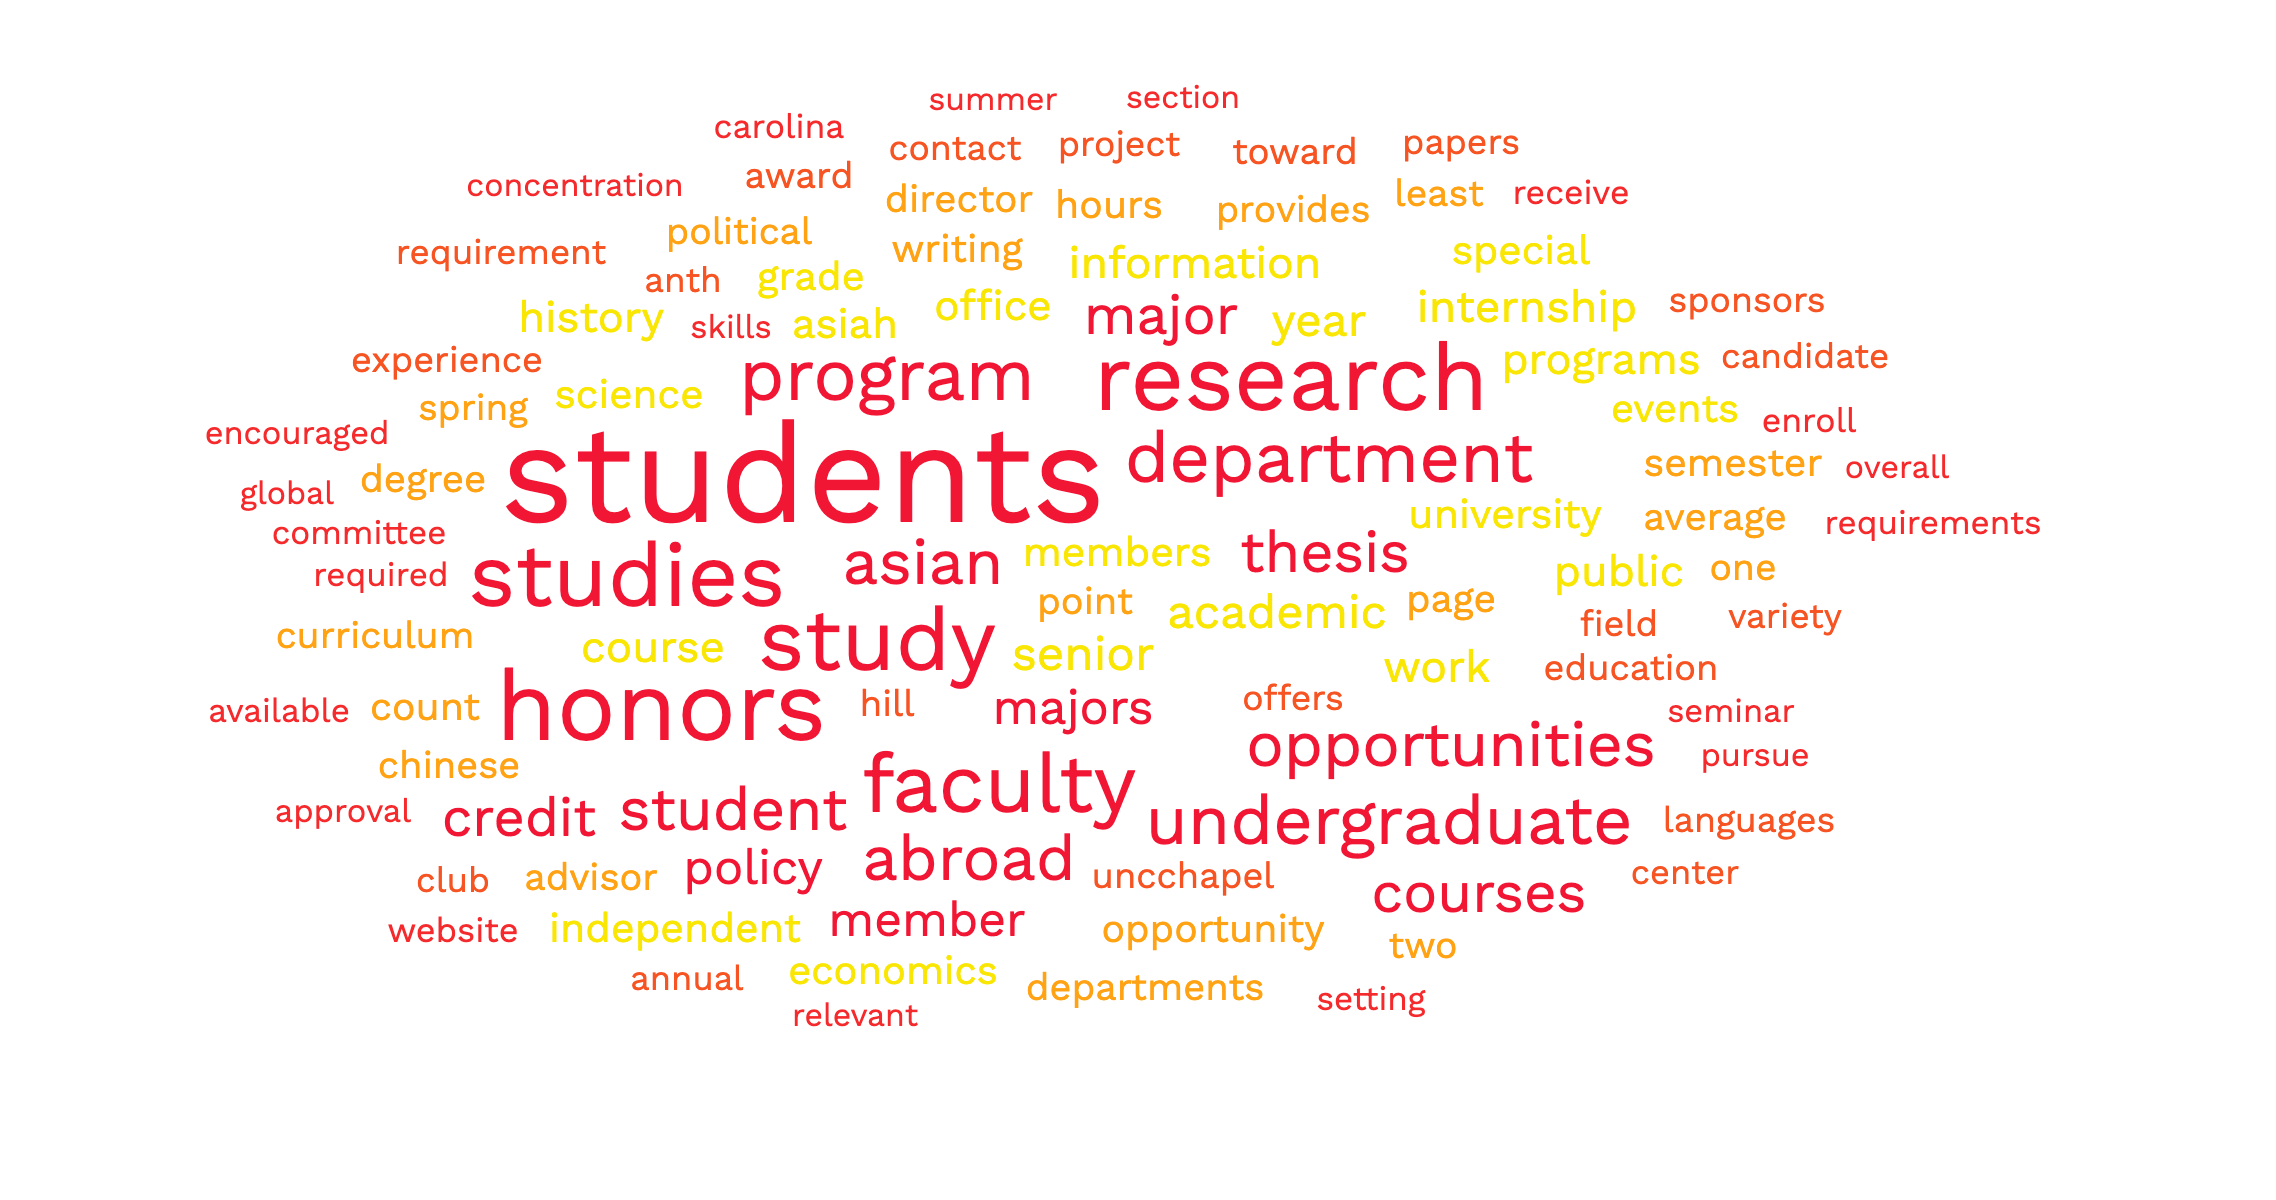 summer section
carolina
contact project toward papers
concentration award
director hours provides least receive
political
requirement writing information special
anth grade
history skills asiah office major year internship sponsors
experience program research programs candidate
spring science events enroll
encouraged
global degree students department semester overall
committee university average requirements
required studies asian members thesis public one
point academic page field variety
curriculum course study senior work education
available count honors hill majors offers seminar
chinese opportunities pursue
approval credit student faculty undergraduate languages
club advisor policy abroad uncchapel courses center
website independent member opportunity two
annual economics departments setting
relevant